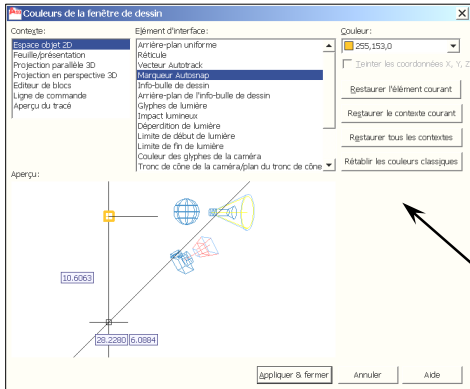 Couleurs de la fenêtre de dessin
Contexte:
Espace objet 2D
Feuille/présentation
Projection parallèle 3D
Projection en perspective 3D
Editeur de blocs
Ligne de commande
Aperçu du tracé
Elément d'interface:
Arrière-plan uniforme
Réticule
Vecteur Autotrack
Marqueur Autosnap
Info-bulle de dessin
Arrière-plan de l'info-bulle de dessin
Glyphes de lumière
Impact lumineux
Déperdition de lumière
Limite de début de lumière
Limite de fin de lumière
Couleur des glyphes de la caméra
Tronc de cône de la caméra/plan du tronc de cône
Couleur:
255,153,0
Teinter les coordonnées X, Y, Z
Restaurer l'élément courant
Restaurer le contexte courant
Restaurer tous les contextes
Rétablir les couleurs classiques
Aperçu:
10.6063
28.2280 6.0884
Appliquer & fermer
Annuler
Aide